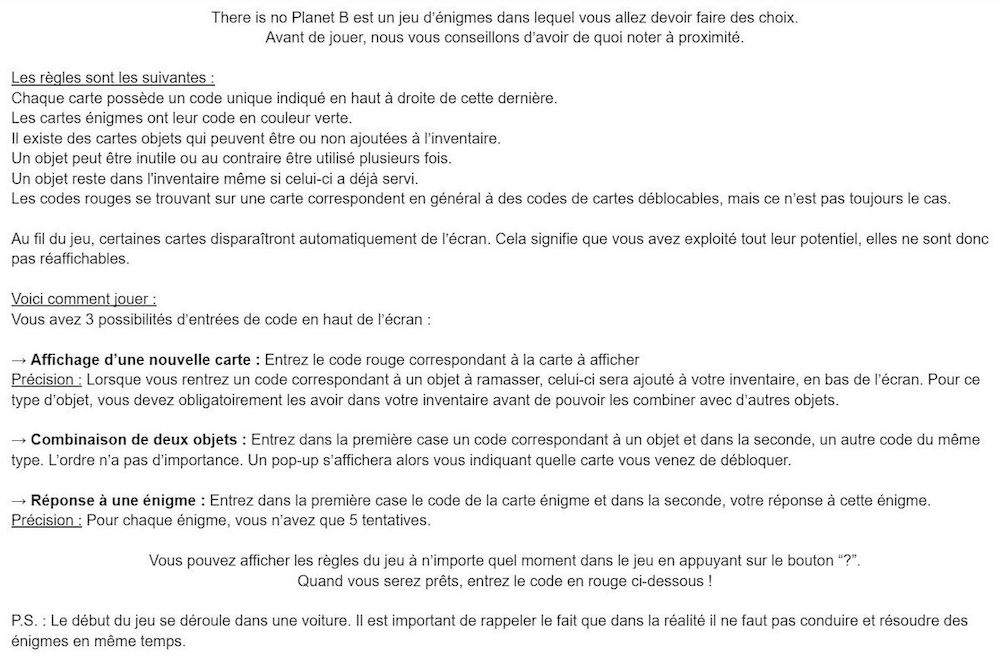 There is no Planet B est un jeu d’énigmes dans lequel vous allez devoir faire des choix.
Avant de jouer, nous vous conseillons d’avoir de quoi noter à proximité.
Les règles sont les suivantes :
Chaque carte possède un code unique indiqué en haut à droite de cette dernière.
Les cartes énigmes ont leur code en couleur verte.
Il existe des cartes objets qui peuvent être ou non ajoutées à l’inventaire.
Un objet peut être inutile ou au contraire être utilisé plusieurs fois.
Un objet reste dans l'inventaire même si celui-ci a déjà servi.
Les codes rouges se trouvant sur une carte correspondent en général à des codes de cartes déblocables, mais ce n’est pas toujours le cas.
Au fil du jeu, certaines cartes disparaîtront automatiquement de l’écran. Cela signifie que vous avez exploité tout leur potentiel, elles ne sont donc
pas réaffichables.
Voici comment jouer :
Vous avez 3 possibilités d’entrées de code en haut de l’écran :
→ Affichage d’une nouvelle carte : Entrez le code rouge correspondant à la carte à afficher
Précision : Lorsque vous rentrez un code correspondant à un objet à ramasser, celui-ci sera ajouté à votre inventaire, en bas de l’écran. Pour ce
type d’objet, vous devez obligatoirement les avoir dans votre inventaire avant de pouvoir les combiner avec d’autres objets.
→ Combinaison de deux objets : Entrez dans la première case un code correspondant à un objet et dans la seconde, un autre code du même
type. L’ordre n’a pas d’importance. Un pop-up s’affichera alors vous indiquant quelle carte vous venez de débloquer.
→ Réponse à une énigme : Entrez dans la première case le code de la carte énigme et dans la seconde, votre réponse à cette énigme.
Précision : Pour chaque énigme, vous n’avez que 5 tentatives.
Vous pouvez afficher les règles du jeu à n’importe quel moment dans le jeu en appuyant sur le bouton “?”.
Quand vous serez prêts, entrez le code en rouge ci-dessous !
P.S. : Le début du jeu se déroule dans une voiture. Il est important de rappeler le fait que dans la réalité il ne faut pas conduire et résoudre des
énigmes en même temps.